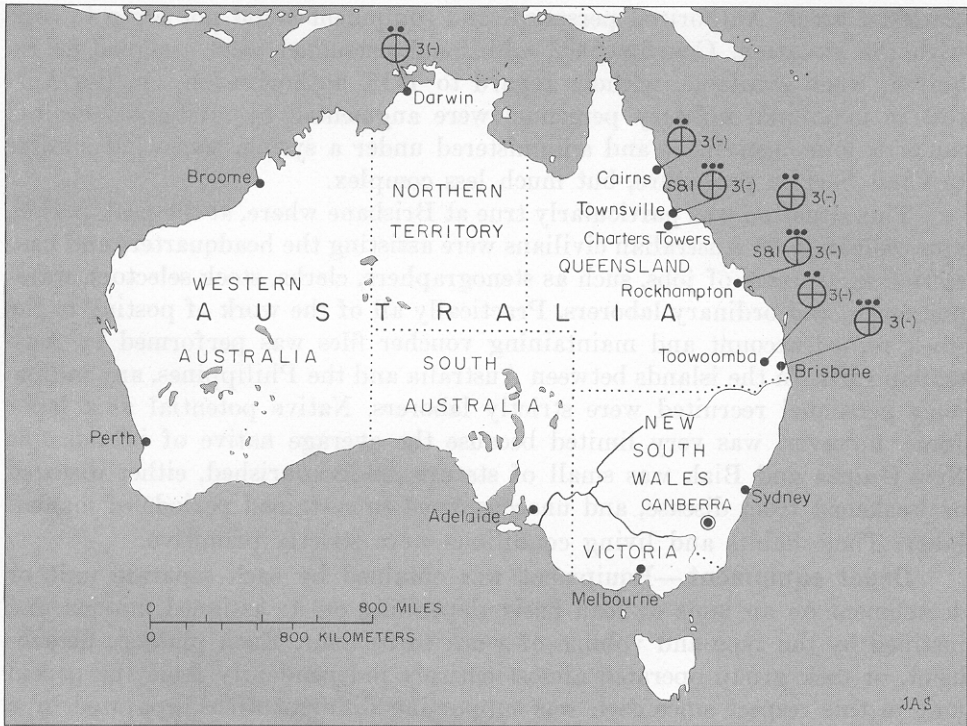 3(-)
Darwin
Broome
NORTHERN
TERRITORY
3(-)
Cairns
S&I 3(-)
Townsville
3(-)
Charles Towers
QUEENSLAND
S&I 3(-)
Rockhampton
3(-)
WESTERN
AUSTRALIA
3(-)
AUSTRALIA
SOUTH
AUSTRALIA
Toowoomba
Brisbane
NEW
SOUTH
WALES
Perth
CANBERRA
Sydney
Adelaide
VICTORIA
Melbourne
0 800 MILES
0 800 KILOMETERS
JAS